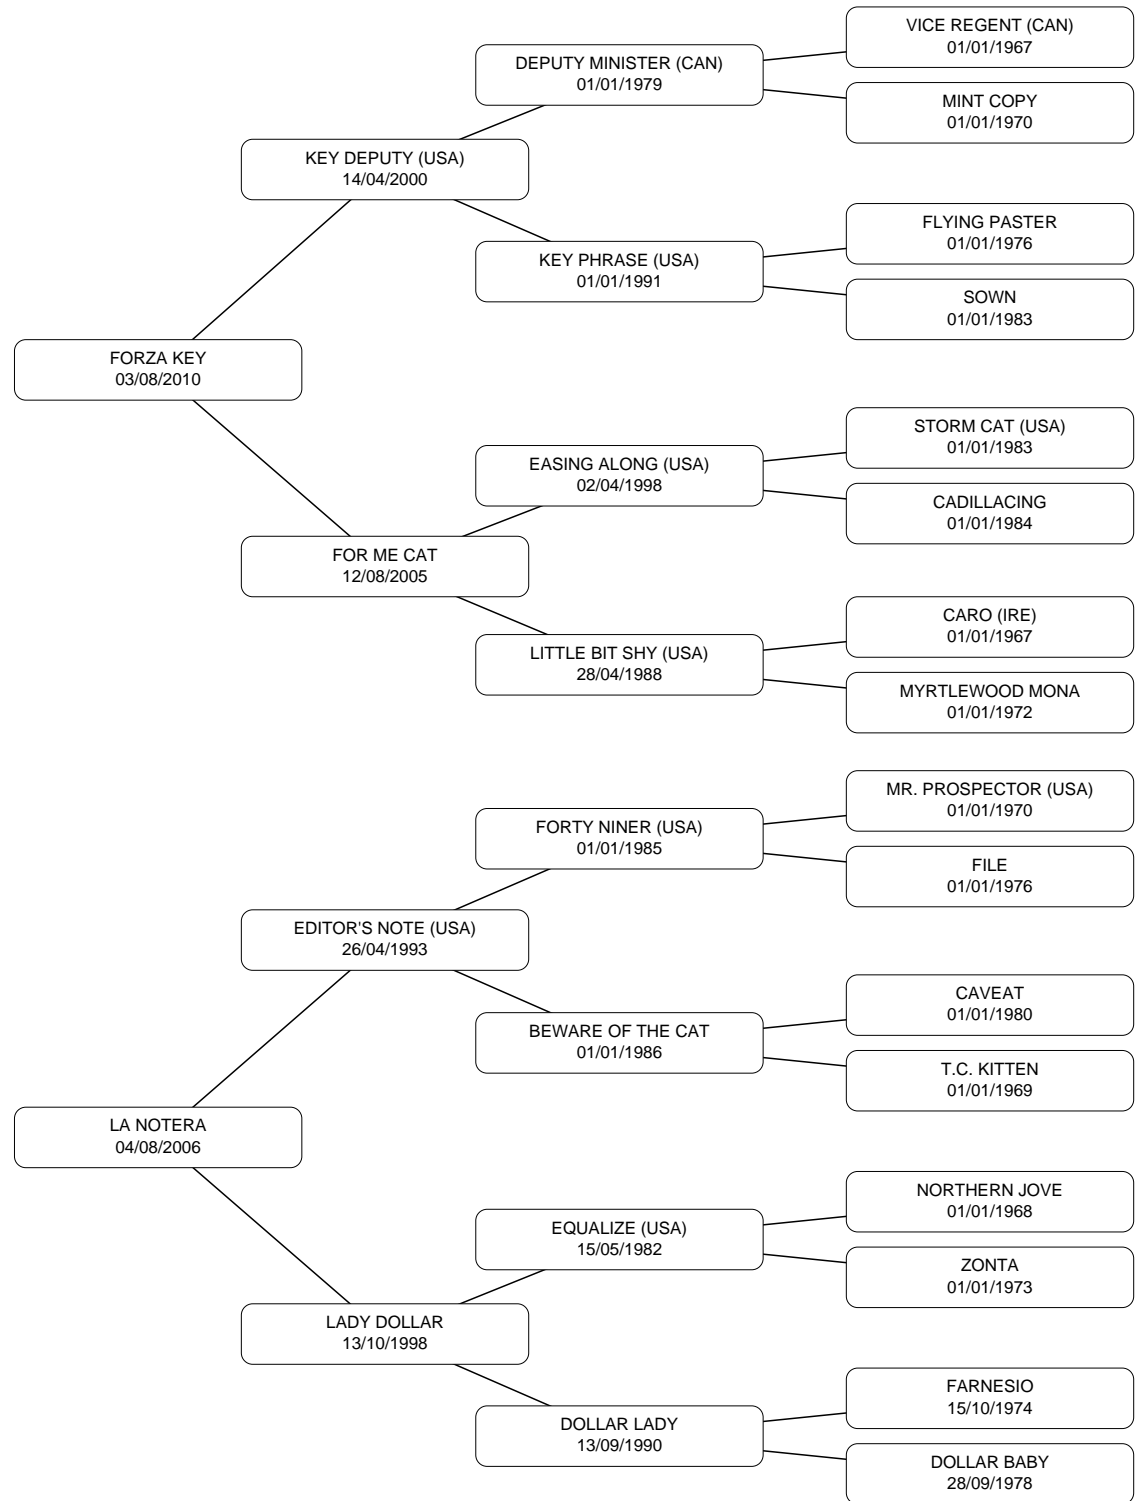 VICE REGENT (CAN)
01/01/1967
DEPUTY MINISTER (CAN)
01/01/1979
MINT COPY
01/01/1970
KEY DEPUTY (USA)
14/04/2000
FLYING PASTER
01/01/1976
KEY PHRASE (USA)
01/01/1991
SOWN
01/01/1983
FORZA KEY
03/08/2010
STORM CAT (USA)
01/01/1983
EASING ALONG (USA)
02/04/1998
CADILLACING
01/01/1984
FOR ME CAT
12/08/2005
CARO (IRE)
01/01/1967
LITTLE BIT SHY (USA)
28/04/1988
MYRTLEWOOD MONA
01/01/1972
MR. PROSPECTOR (USA)
01/01/1970
FORTY NINER (USA)
01/01/1985
FILE
01/01/1976
EDITOR'S NOTE (USA)
26/04/1993
CAVEAT
01/01/1980
BEWARE OF THE CAT
01/01/1986
T.C. KITTEN
01/01/1969
LA NOTERA
04/08/2006
NORTHERN JOVE
01/01/1968
EQUALIZE (USA)
15/05/1982
ZONTA
01/01/1973
LADY DOLLAR
13/10/1998
FARNESIO
15/10/1974
DOLLAR LADY
13/09/1990
DOLLAR BABY
28/09/1978